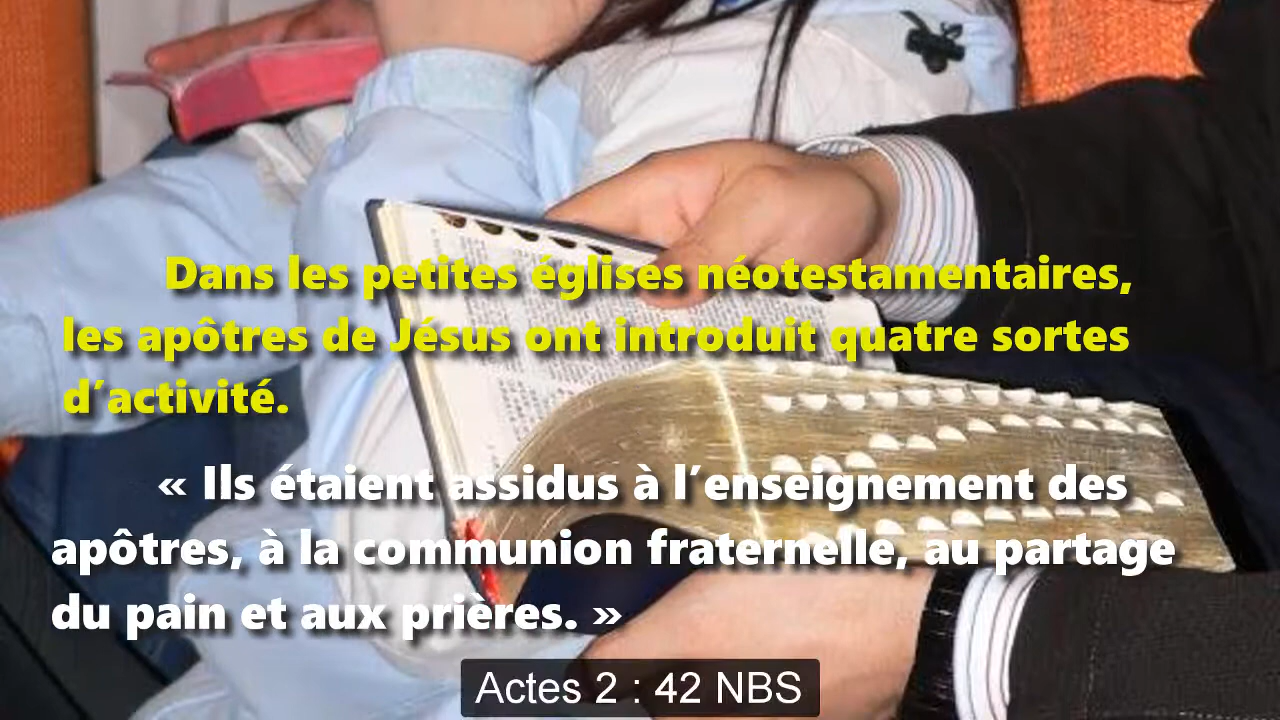 Dans les petites églises néotestamentaires,
les apôtres de Jésus ont introduit quatre sortes
d’activité.
« Ils étaient assidus à l’enseignement des
apôtres, à la communion fraternelle, au partage
du pain et aux prières. »
Actes 2 : 42 NBS